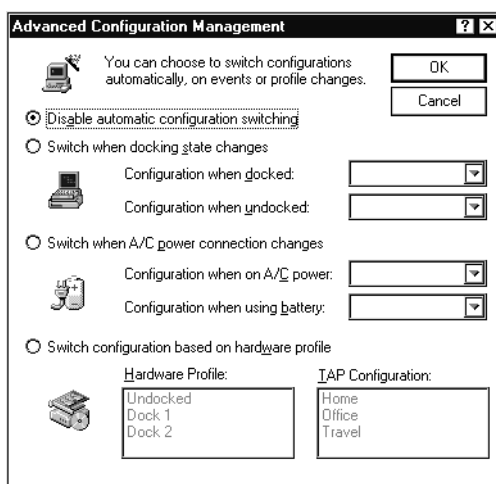 Advanced Configuration Management
You can choose to switch configurations
automatically, on events or profile changes.
OK
Cancel
Disable automatic configuration switching
Switch when docking state changes
Configuration when docked:
Configuration when undocked:
Switch when A/C power connection changes
Configuration when on A/C power:
Configuration when using battery:
Switch configuration based on hardware profile
Hardware Profile:
Undocked
Dock 1
Dock 2
TAP Configuration:
Home
Office
Travel